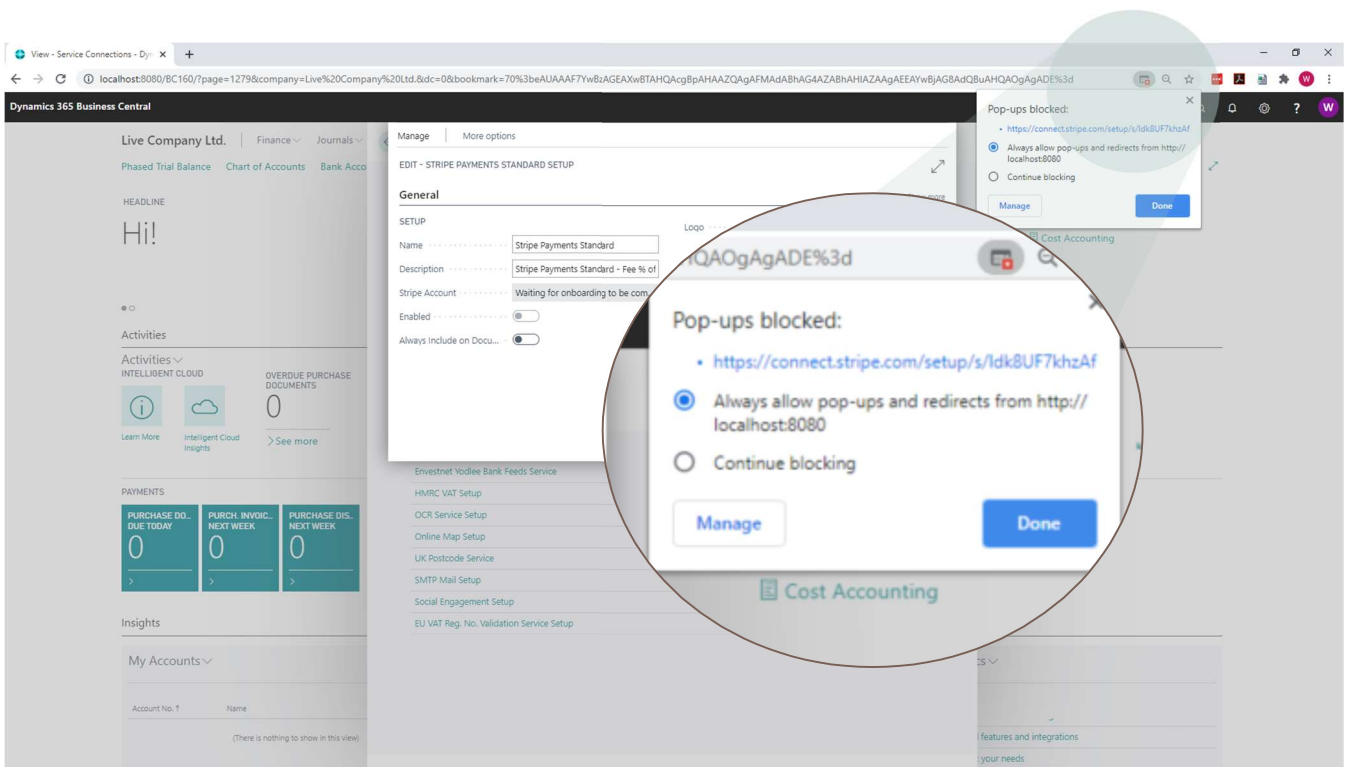 View - Service Connections - Dyn
localhost:8080/BC160/?page=1279&company=Live%20Company%20Ltd.&dc=0&bookmark=70%3beAUAAAF7YwBzAGEAXwBTAHQAcgBpAHAAZQAgAFMAdABhAG4AZABhAHIAZAAgAEEAYwBjAG8AdQBuAHQAOgAgADE%3d
W
Dynamics 365 Business Central
?
W
Live Company Ltd.
Finance
Journals
Phased Trial Balance
Chart of Accounts
Bank Acco
HEADLINE
Hi!
Activities
Activities
INTELLIGENT CLOUD
OVERDUE PURCHASE
DOCUMENTS
0
Learn More
Intelligent Cloud
Insights
See more
PAYMENTS
PURCHASE DO...
DUE TODAY
0
PURCH. INVOIC...
NEXT WEEK
0
PURCHASE DIS...
NEXT WEEK
0
Insights
My Accounts
Account No. ↑
Name
(There is nothing to show in this view)
Manage
More options
EDIT - STRIPE PAYMENTS STANDARD SETUP
General
SETUP
Name
Stripe Payments Standard
Description
Stripe Payments Standard - Fee % of
Stripe Account
Waiting for onboarding to be com
Enabled
Always Include on Docu...
Logo
Envestnet Yodlee Bank Feeds Service
HMRC VAT Setup
OCR Service Setup
Online Map Setup
UK Postcode Service
SMTP Mail Setup
Social Engagement Setup
EU VAT Reg. No. Validation Service Setup
Pop-ups blocked:
• https://connect.stripe.com/setup/s/ldk8UF7khzAf
Always allow pop-ups and redirects from http://
localhost:8080
Continue blocking
Manage
Done
Cost Accounting
QAOgAgADE%3d
Pop-ups blocked:
• https://connect.stripe.com/setup/s/ldk8UF7khzAf
Always allow pop-ups and redirects from http://
localhost:8080
Continue blocking
Manage
Done
Cost Accounting
features and integrations
your needs